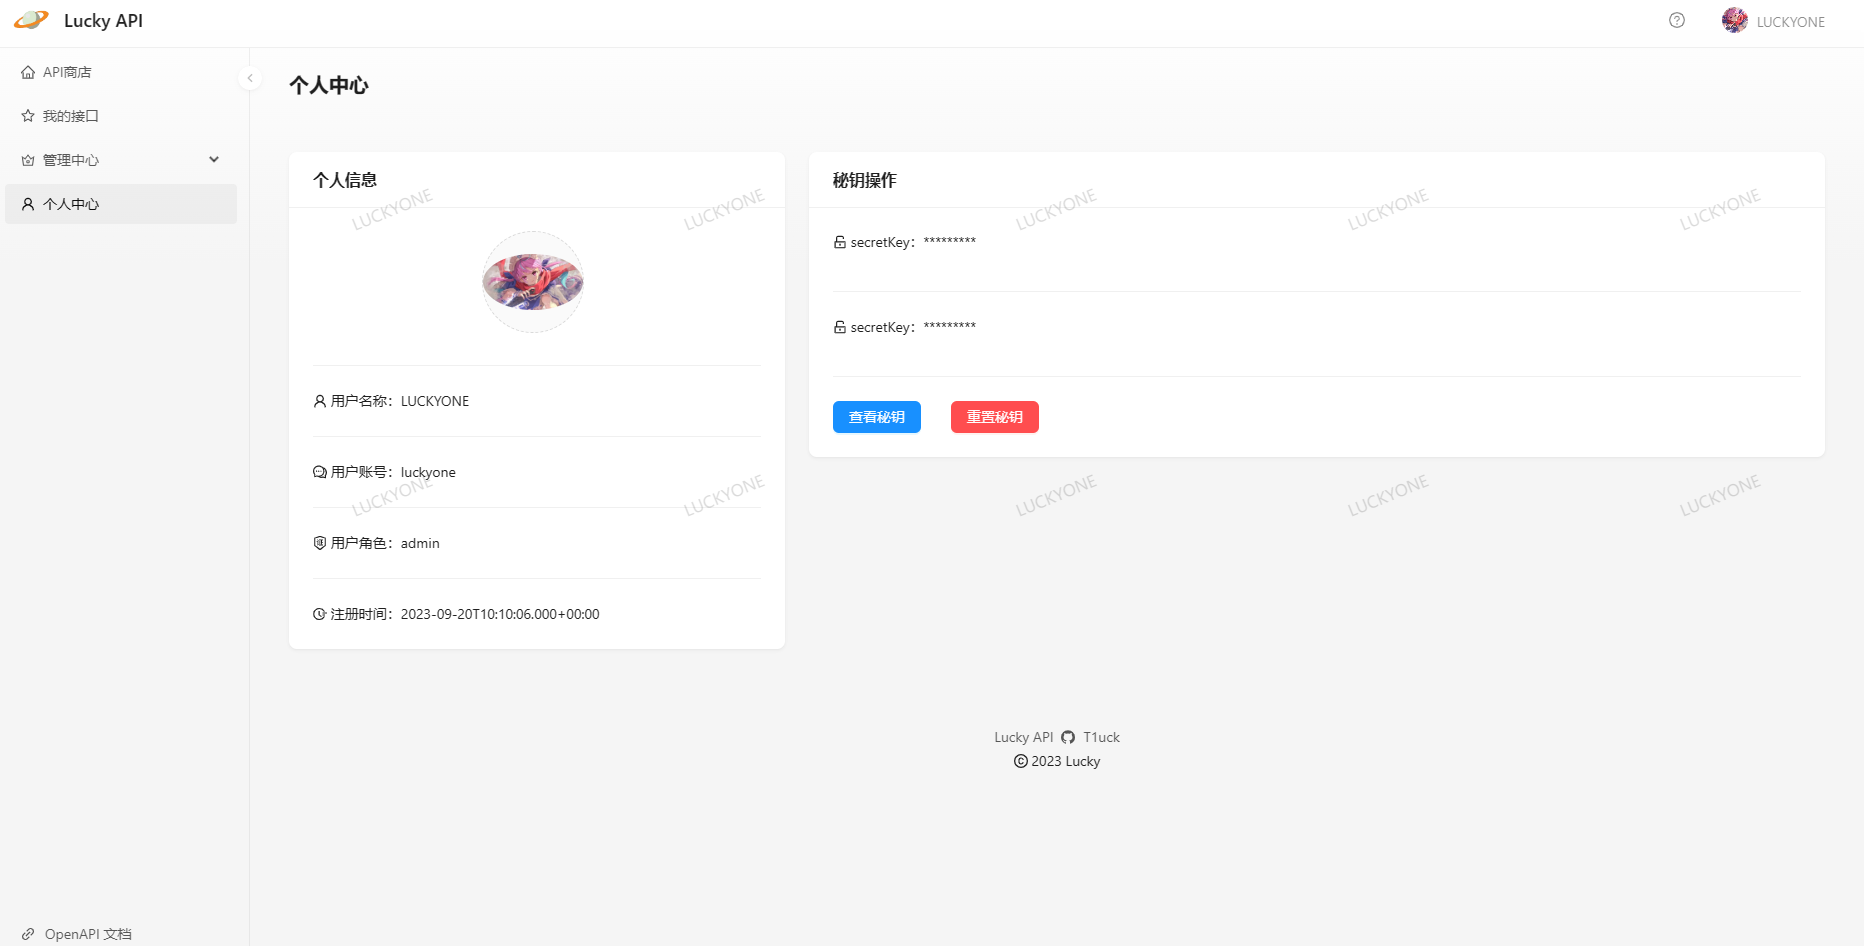 Lucky API
LUCKYONE
API商店
我的接口
管理中心
个人中心
个人中心
个人信息
用户名称：LUCKYONE
用户账号：luckyone
用户角色：admin
注册时间：2023-09-20T10:10:06.000+00:00
秘钥操作
secretKey：*********
secretKey：*********
查看秘钥
重置秘钥
LUCKYONE
LUCKYONE
LUCKYONE
LUCKYONE
LUCKYONE
LUCKYONE
LUCKYONE
LUCKYONE
LUCKYONE
LUCKYONE
Lucky API T1uck
© 2023 Lucky
OpenAPI 文档